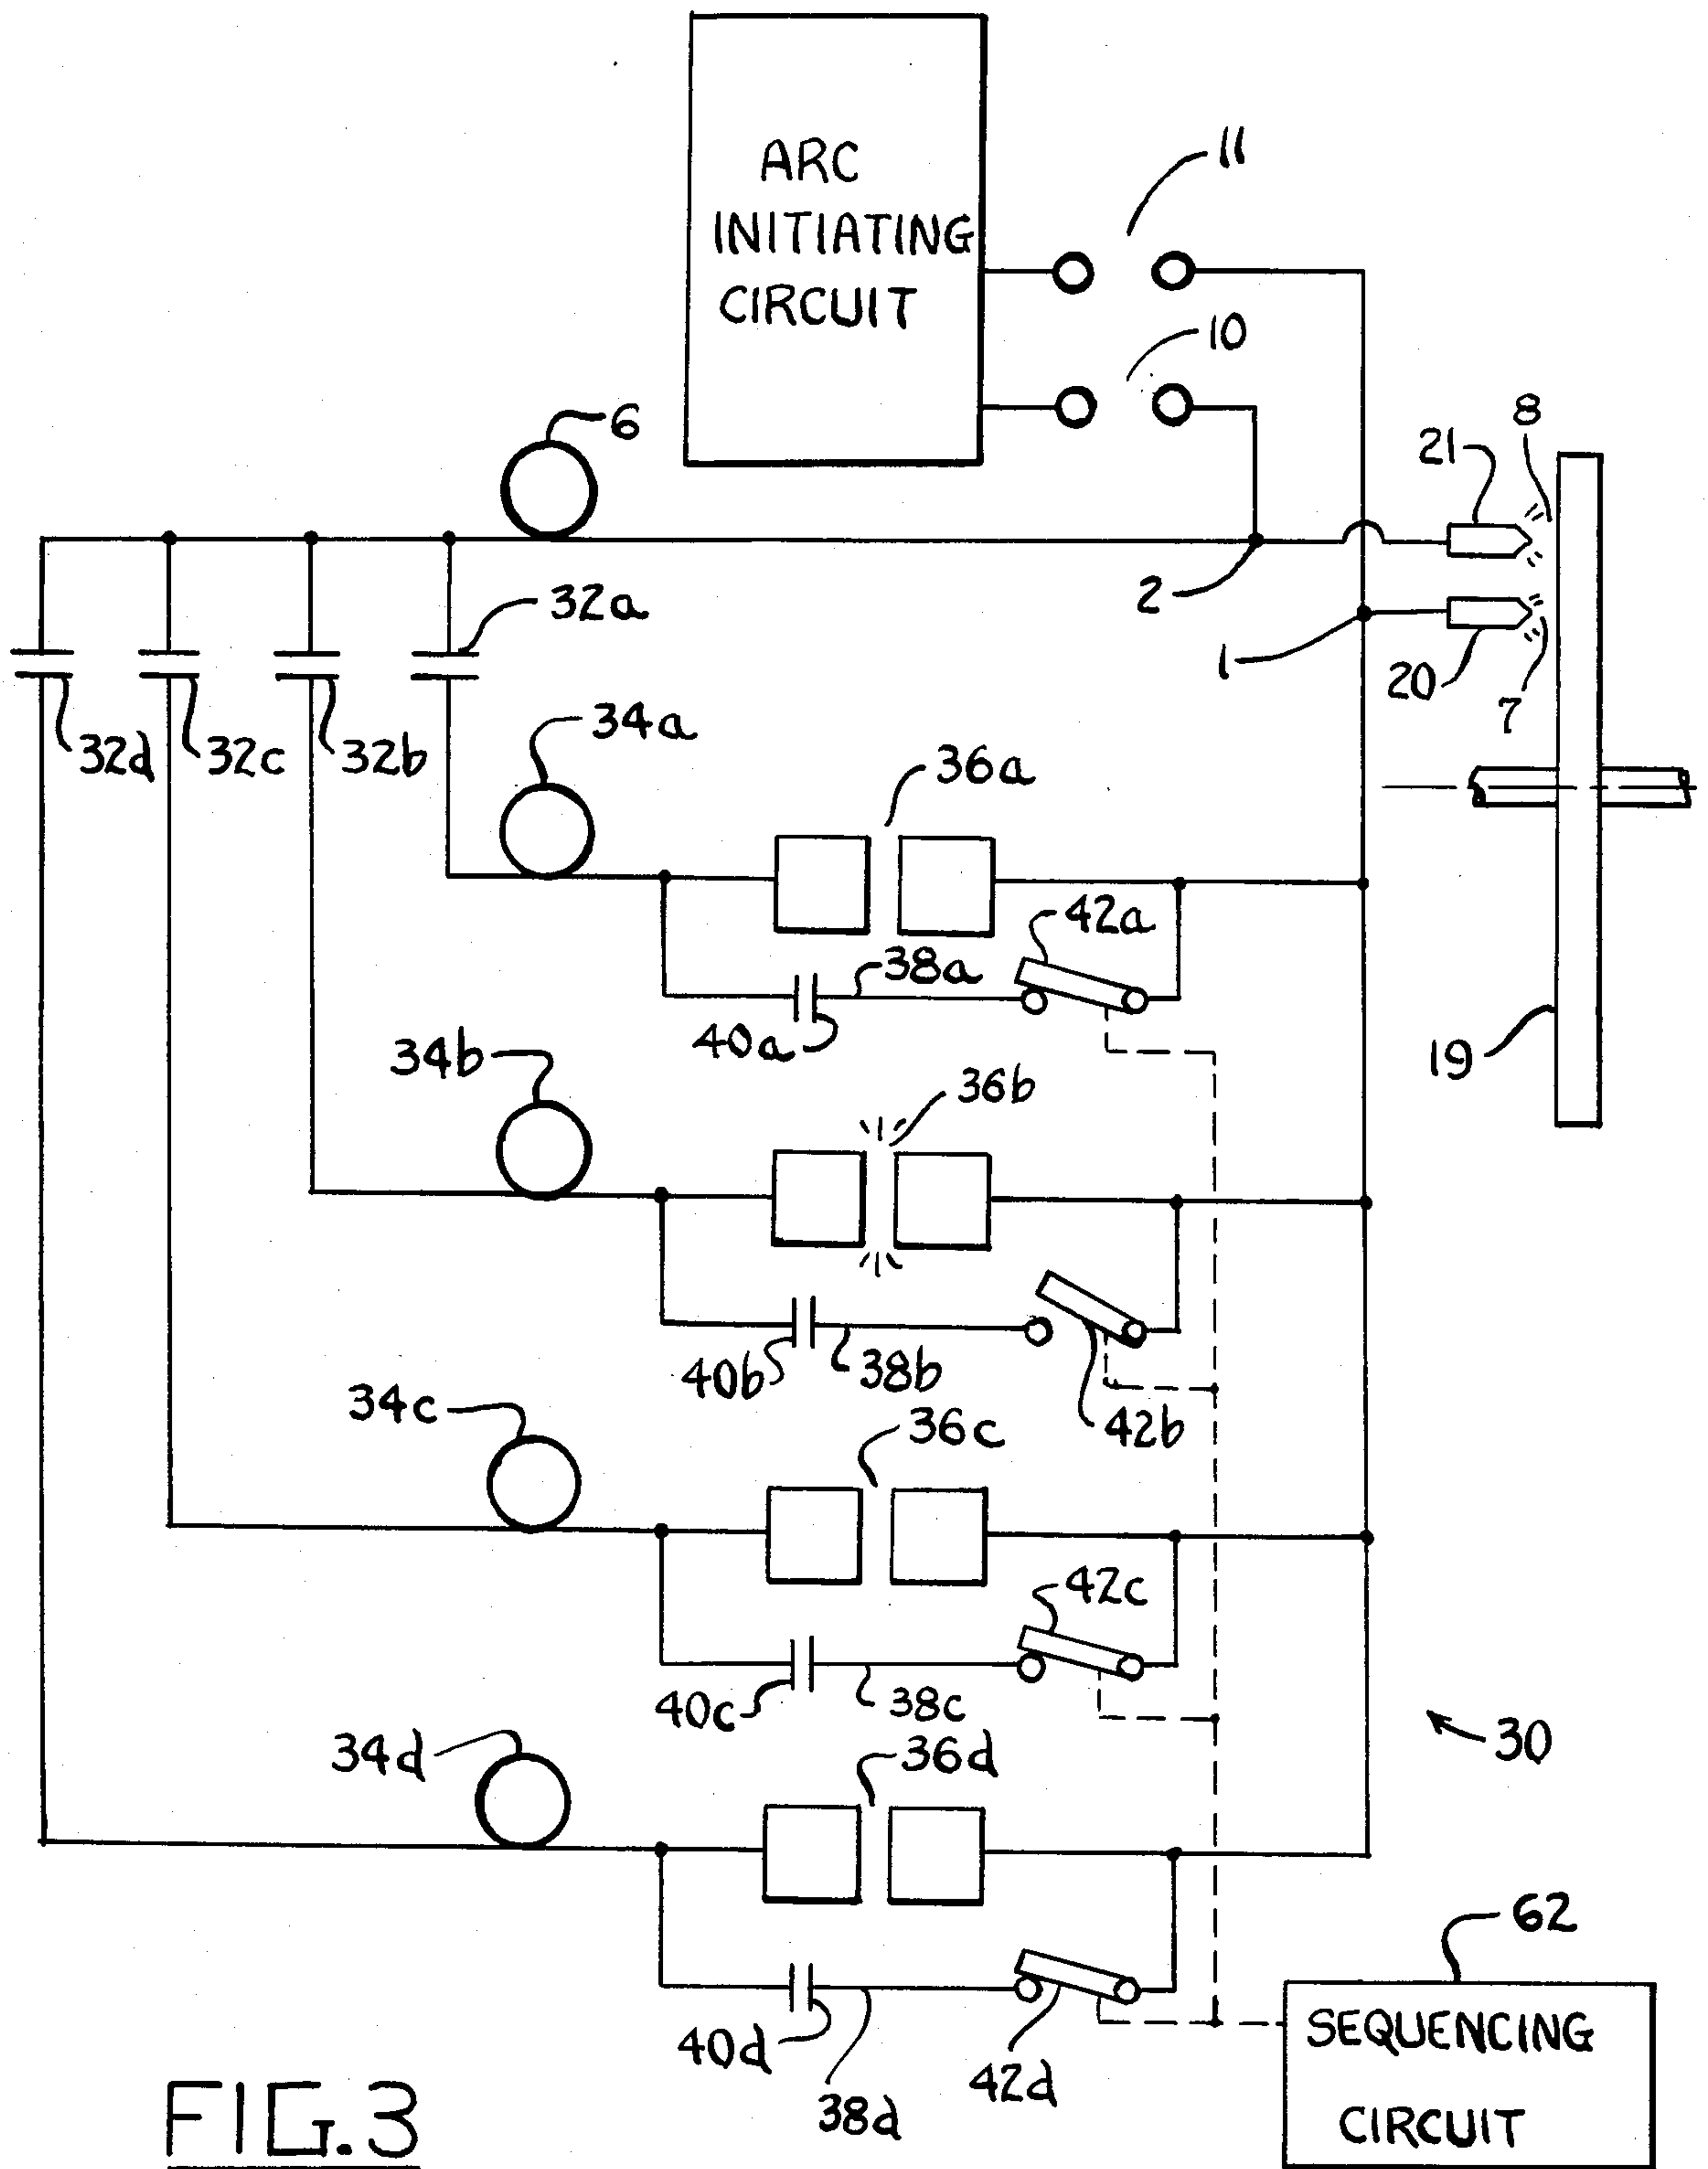 ARC
INITIATING
CIRCUIT
11
10
6
8
21
2
32a
1
20
7
34a
32d
32c
32b
36a
42a
38a
40a
19
34b
36b
40b
38b
42b
34c
36c
42c
40c
38c
30
34d
36d
62
SEQUENCING
CIRCUIT
40d
42d
38d
FIG.3